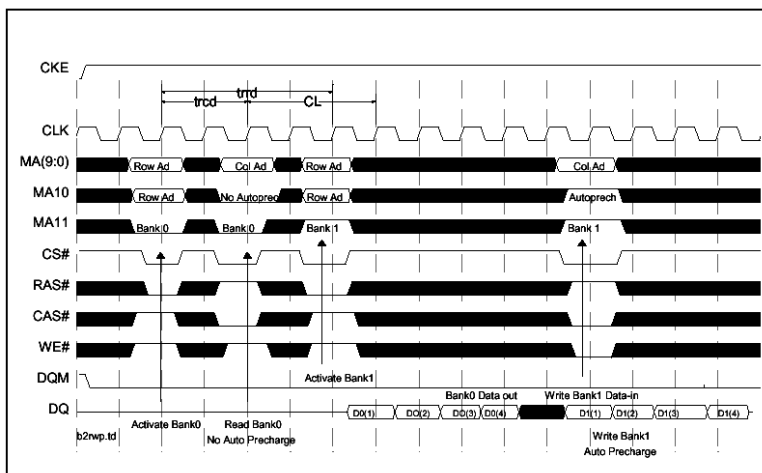 CKE
trrd
trcd CL
CLK
MA(9:0) Row Ad Col Ad Row Ad Col Ad
MA10 Row Ad No Autoprec Row Ad Autoprech
MA11 Bank 0 Bank 0 Bank 1 Bank 1
CS#
RAS#
CAS#
WE#
DQM Activate Bank1
Bank0 Data out Write Bank1 Data-in
DQ D0(1) DO(2) DO(3) D0(4) D1(1) D1(2) D1(3) D1(4)
b2rwp.td Activate Bank0 Read Bank0 Write Bank1
No Auto Precharge Auto Precharge